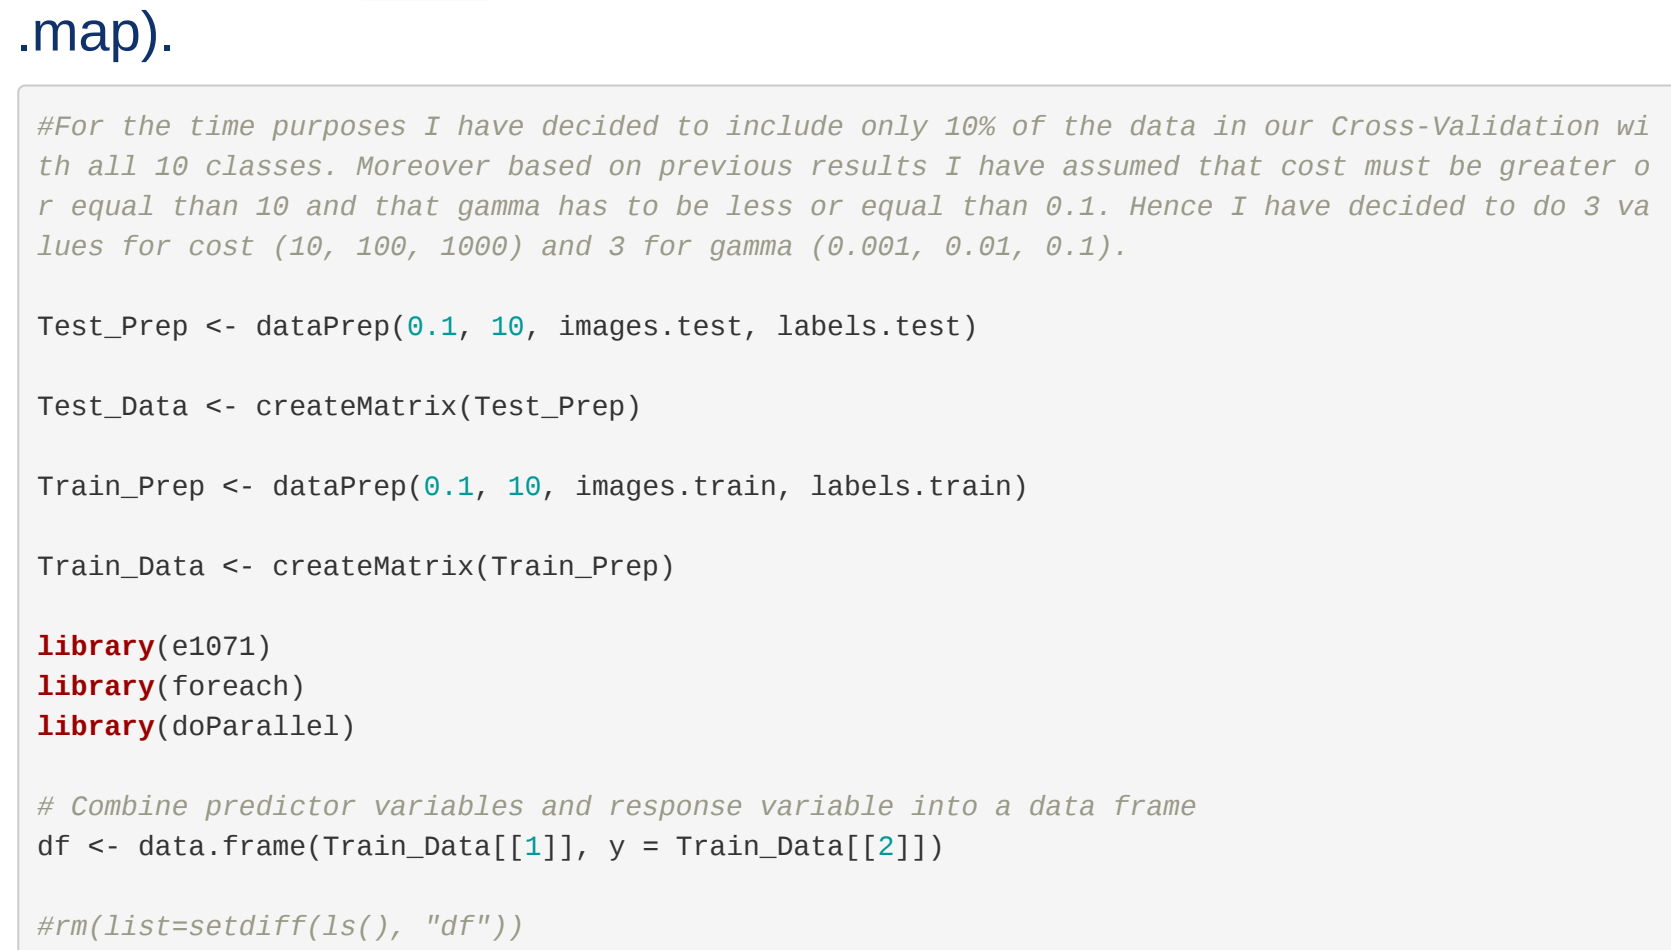 .map).
#For the time purposes I have decided to include only 10% of the data in our Cross-Validation wi
th all 10 classes. Moreover based on previous results I have assumed that cost must be greater o
r equal than 10 and that gamma has to be less or equal than 0.1. Hence I have decided to do 3 va
lues for cost (10, 100, 1000) and 3 for gamma (0.001, 0.01, 0.1).
Test_Prep <- dataPrep(0.1, 10, images.test, labels.test)
Test_Data <- createMatrix(Test_Prep)
Train_Prep <- dataPrep(0.1, 10, images.train, labels.train)
Train_Data <- createMatrix(Train_Prep)
library(e1071)
library(foreach)
library(doParallel)
# Combine predictor variables and response variable into a data frame
df <- data.frame(Train_Data[[1]], y = Train_Data[[2]])
#rm(list=setdiff(ls(), "df"))